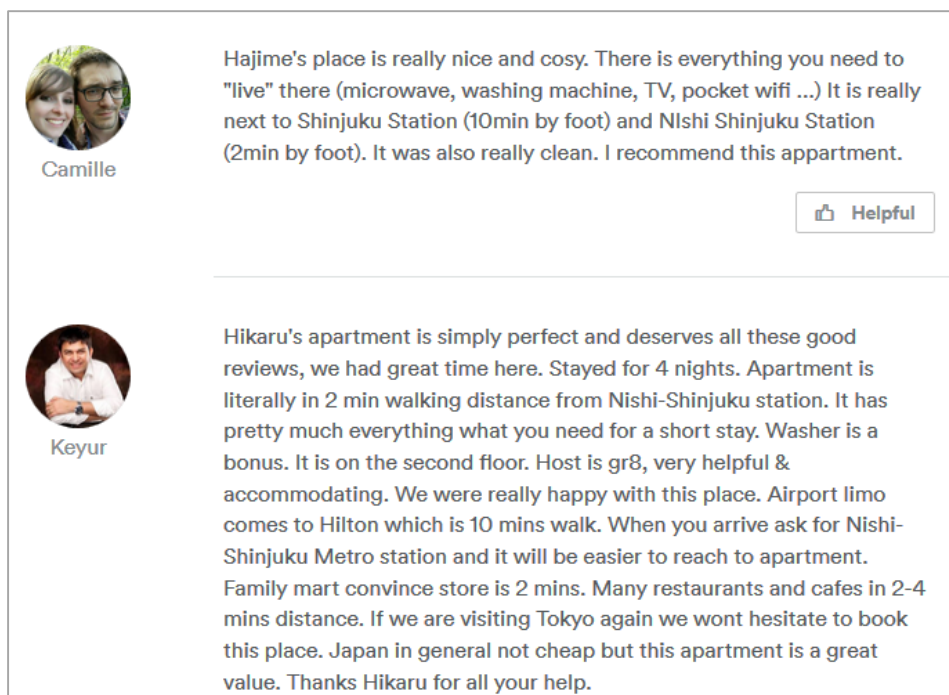 Hajime's place is really nice and cosy. There is everything you need to
"live" there (microwave, washing machine, TV, pocket wifi ...) It is really
next to Shinjuku Station (10min by foot) and NIshi Shinjuku Station
(2min by foot). It was also really clean. I recommend this appartment.
Camille
Helpful
Hikaru's apartment is simply perfect and deserves all these good
reviews, we had great time here. Stayed for 4 nights. Apartment is
literally in 2 min walking distance from Nishi-Shinjuku station. It has
pretty much everything what you need for a short stay. Washer is a
bonus. It is on the second floor. Host is gr8, very helpful &
accommodating. We were really happy with this place. Airport limo
comes to Hilton which is 10 mins walk. When you arrive ask for Nishi-
Shinjuku Metro station and it will be easier to reach to apartment.
Family mart convince store is 2 mins. Many restaurants and cafes in 2-4
mins distance. If we are visiting Tokyo again we wont hesitate to book
this place. Japan in general not cheap but this apartment is a great
value. Thanks Hikaru for all your help.
Keyur